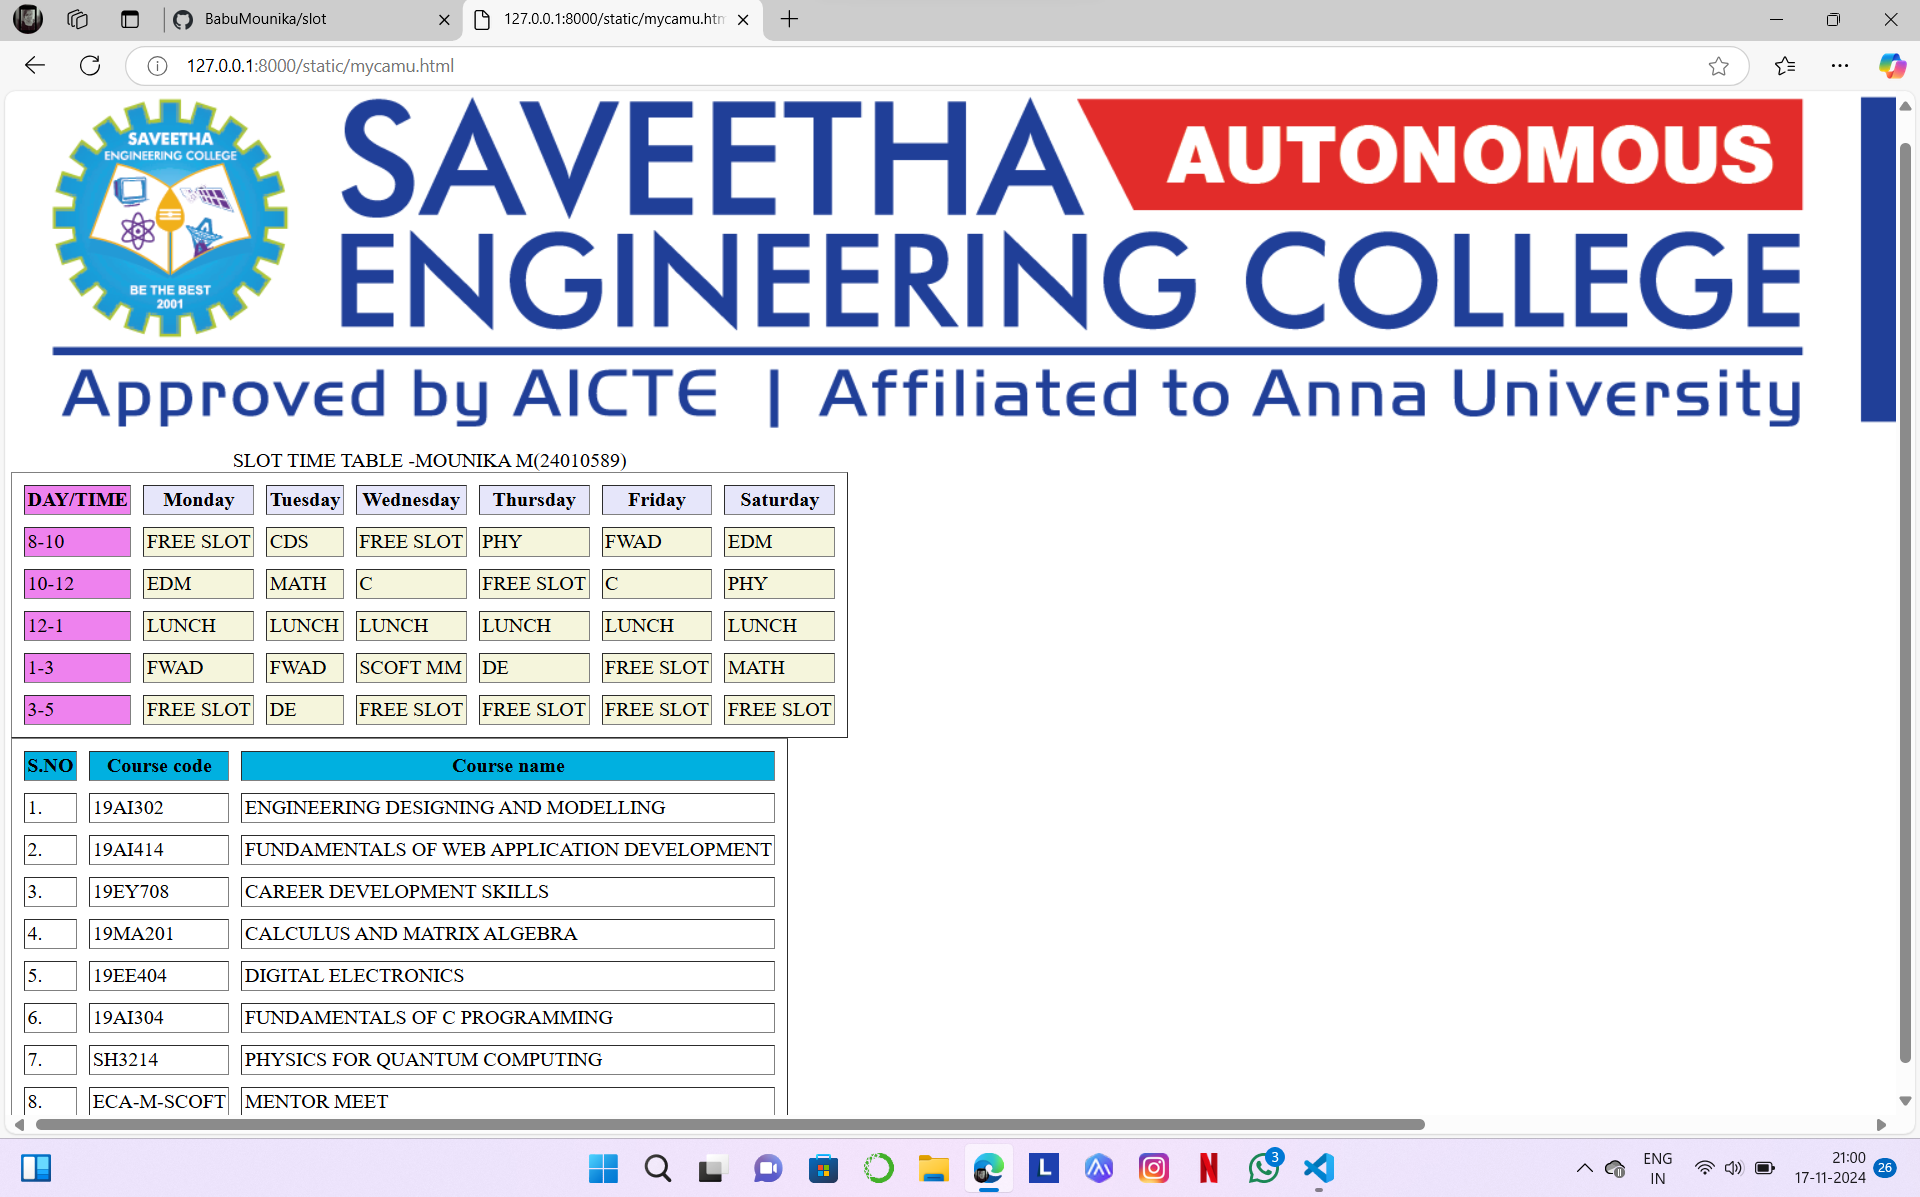 BabuMounika/slot
127.0.0.1:8000/static/mycamu.htm
127.0.0.1:8000/static/mycamu.html
SAVEETHA
ENGINEERING COLLEGE
BE THE BEST
2001
SAVEETHA AUTONOMOUS
ENGINEERING COLLEGE
Approved by AICTE | Affiliated to Anna University
SLOT TIME TABLE -MOUNIKA M(24010589)
DAY/TIME Monday Tuesday Wednesday Thursday Friday Saturday
8-10 FREE SLOT CDS FREE SLOT PHY FWAD EDM
10-12 EDM MATH C FREE SLOT C PHY
12-1 LUNCH LUNCH LUNCH LUNCH LUNCH LUNCH
1-3 FWAD FWAD SCOFT MM DE FREE SLOT MATH
3-5 FREE SLOT DE FREE SLOT FREE SLOT FREE SLOT FREE SLOT
S.NO Course code Course name
1. 19AI302 ENGINEERING DESIGNING AND MODELLING
2. 19AI414 FUNDAMENTALS OF WEB APPLICATION DEVELOPMENT
3. 19EY708 CAREER DEVELOPMENT SKILLS
4. 19MA201 CALCULUS AND MATRIX ALGEBRA
5. 19EE404 DIGITAL ELECTRONICS
6. 19AI304 FUNDAMENTALS OF C PROGRAMMING
7. SH3214 PHYSICS FOR QUANTUM COMPUTING
8. ECA-M-SCOFT MENTOR MEET
L
N
3
ENG
IN
21:00
17-11-2024
26